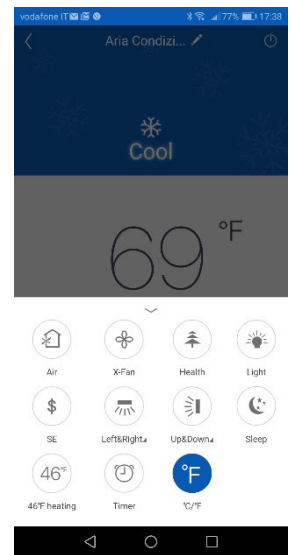 vodafone IT 77% 17:38
Aria Condizi...
Cool
69 °F
Air X-Fan Health Light
$
SE Left&Right Up&Down Sleep
46°F °F
46°F heating Timer °C/°F